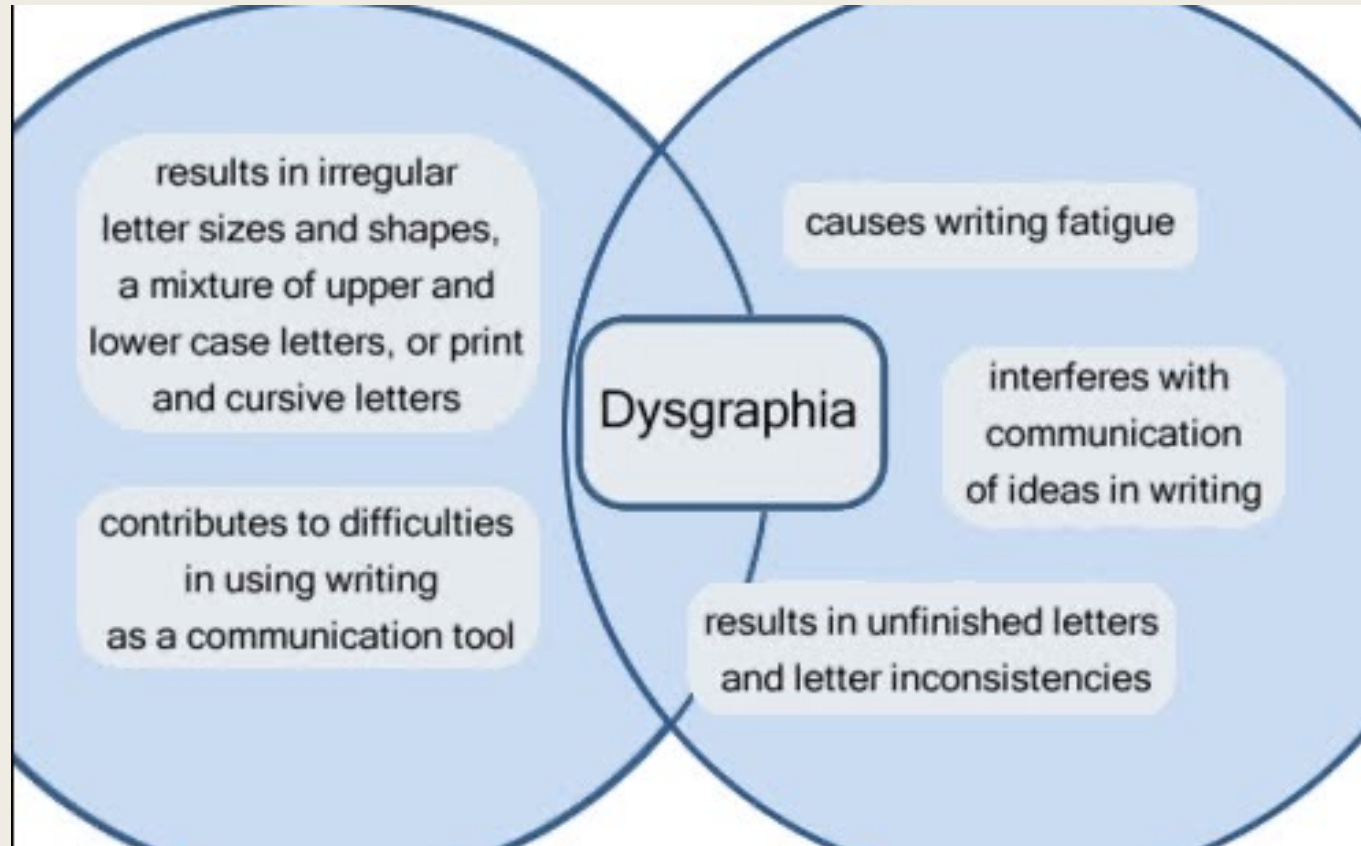 results in irregular
letter sizes and shapes,
a mixture of upper and
lower case letters, or print
and cursive letters
contributes to difficulties
in using writing
as a communication tool
Dysgraphia
causes writing fatigue
interferes with
communication
of ideas in writing
results in unfinished letters
and letter inconsistencies